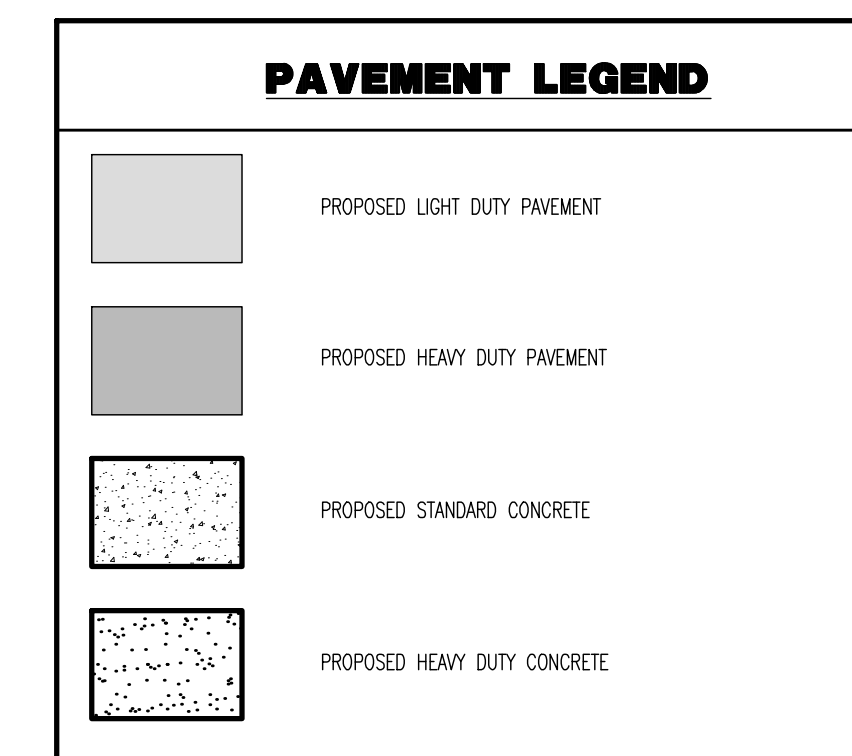 PAVEMENT LEGEND
PROPOSED LIGHT DUTY PAVEMENT
PROPOSED HEAVY DUTY PAVEMENT
PROPOSED STANDARD CONCRETE
PROPOSED HEAVY DUTY CONCRETE